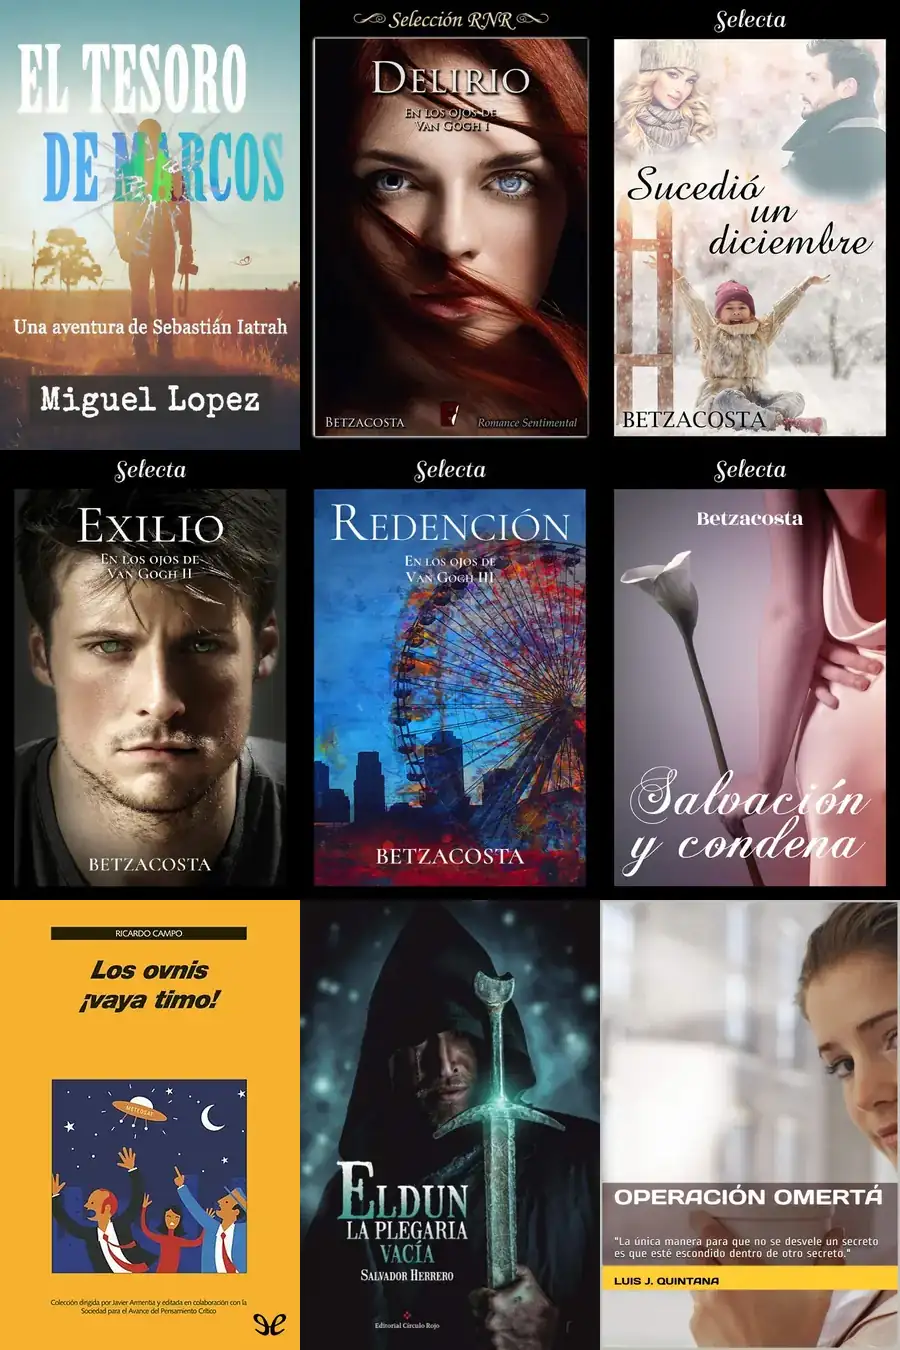 EL TESORO
DE MARCOS
Una aventura de Sebastián Iatrah
Miguel Lopez
Selección RNR
DELIRIO
EN LOS OJOS DE
VAN GOGH I
BETZACOSTA
Romance Sentimental
Selecta
Sucedió
un
diciembre
BETZACOSTA
Selecta
EXILIO
EN LOS OJOS DE
VAN GOGH II
BETZACOSTA
Selecta
REDENCIÓN
EN LOS OJOS DE
VAN GOGH III
BETZACOSTA
Selecta
Betzacosta
Salvación
y condena
RICARDO CAMPO
Los ovnis
¡vaya timo!
METEOSAT
Colección dirigida por Javier Armentia y editada en colaboración con la
Sociedad para el Avance del Pensamiento Crítico
ELDUN
LA PLEGARIA
VACÍA
SALVADOR HERRERO
Editorial Círculo Rojo
OPERACIÓN OMERTÁ
"La única manera para que no se desvele un secreto
es que esté escondido dentro de otro secreto."
LUIS J. QUINTANA